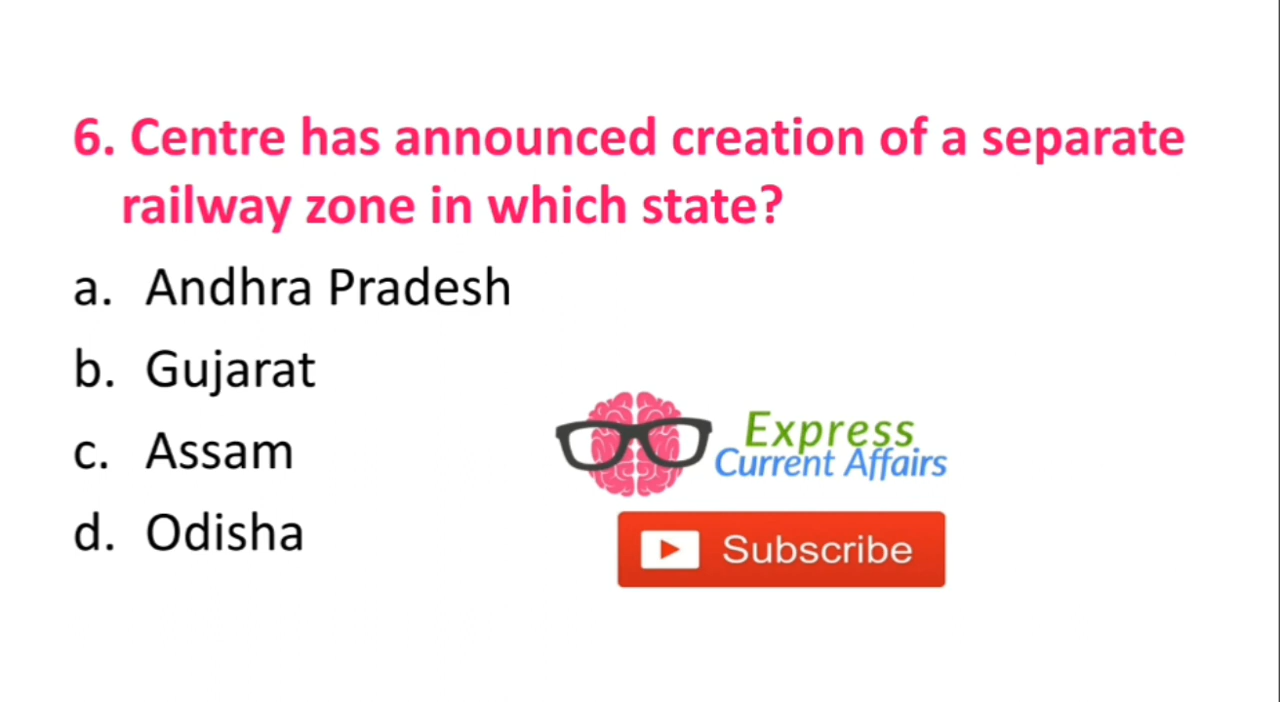 6. Centre has announced creation of a separate
railway zone in which state?
a. Andhra Pradesh
b. Gujarat
c. Assam
d. Odisha
Express
Current Affairs
Subscribe